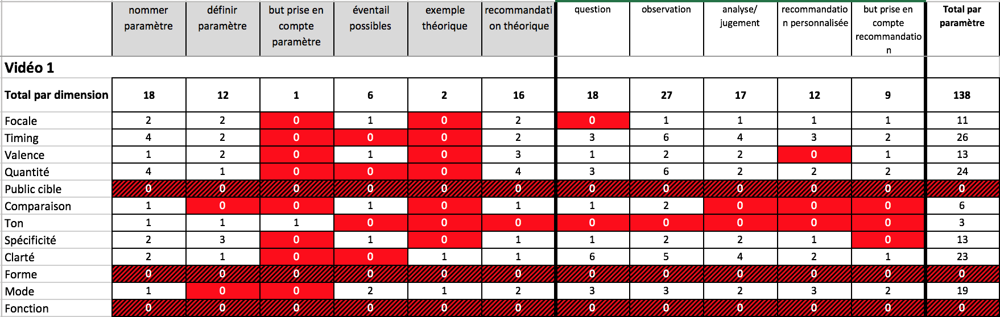 nommer paramètre définir paramètre but prise en compte paramètre éventail possibles exemple théorique recommandati on théorique question observation analyse/ jugement recommandatio n personnalisée but prise en compte recommandatio n Total par paramètre
Vidéo 1
Total par dimension 18 12 1 6 2 16 18 27 17 12 9 138
Focale 2 2 0 1 0 2 0 1 1 1 1 11
Timing 4 2 0 0 0 2 3 6 4 3 2 26
Valence 1 2 0 1 0 3 1 2 2 0 1 13
Quantité 4 1 0 0 0 4 3 6 2 2 2 24
Public cible 0 0 0 0 0 0 0 0 0 0 0 0
Comparaison 1 0 0 1 0 1 1 2 0 0 0 6
Ton 1 1 1 0 0 0 0 0 0 0 0 3
Spécificité 2 3 0 1 0 1 1 2 2 1 0 13
Clarté 2 1 0 0 1 1 6 5 4 2 1 23
Forme 0 0 0 0 0 0 0 0 0 0 0 0
Mode 1 0 0 2 1 2 3 3 2 3 2 19
Fonction 0 0 0 0 0 0 0 0 0 0 0 0